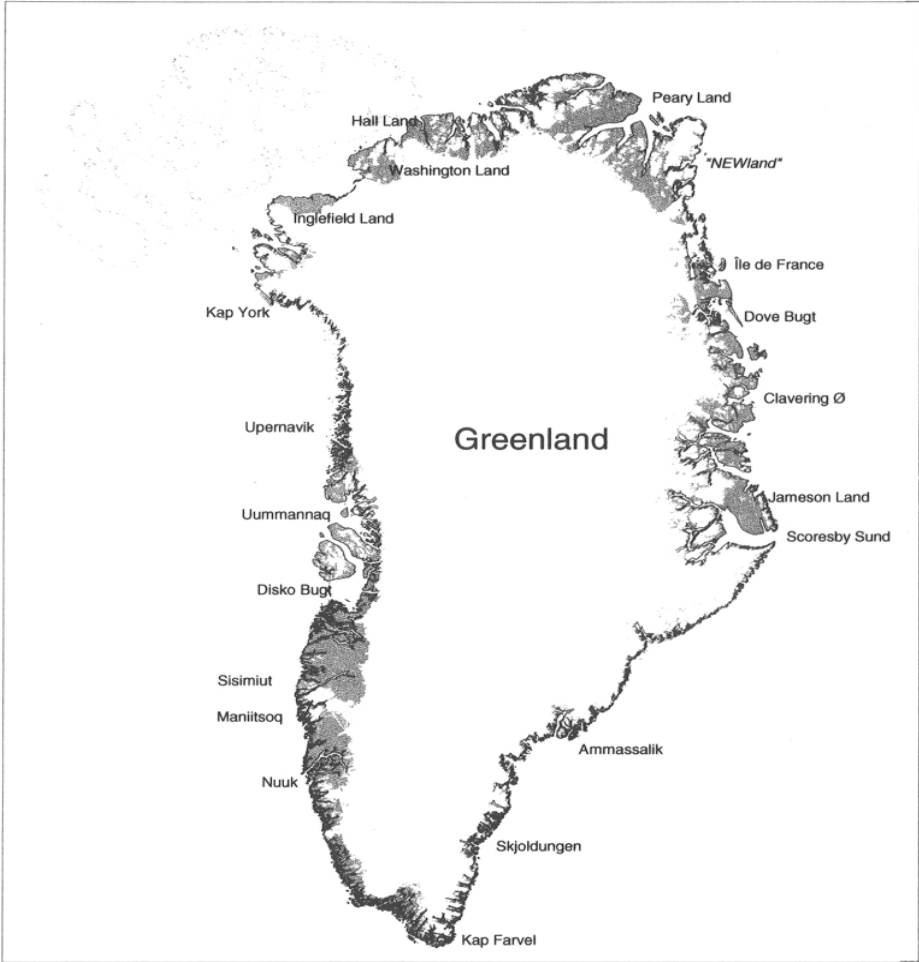 Peary Land
Hall Land
"NEWland"
Washington Land
Inglefield Land
Île de France
Kap York
Dove Bugt
Clavering Ø
Upernavik
Greenland
Jameson Land
Uummannaq
Scoresby Sund
Disko Bugt
Sisimiut
Maniitsoq
Ammassalik
Nuuk
Skjoldungen
Kap Farvel